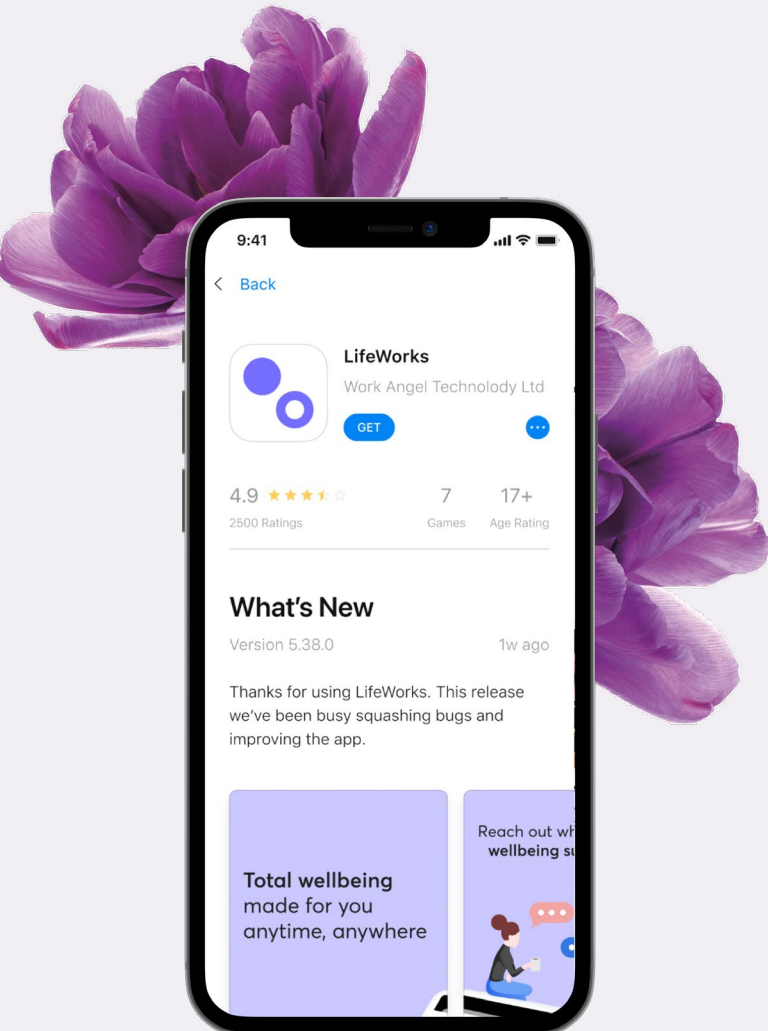 9:41
Back
LifeWorks
Work Angel Technolody Ltd
GET
4.9
7
17+
2500 Ratings
Games
Age Rating
What's New
Version 5.38.0
1w ago
Thanks for using LifeWorks. This release
we've been busy squashing bugs and
improving the app.
Total wellbeing
made for you
anytime, anywhere
Reach out
wellbeing